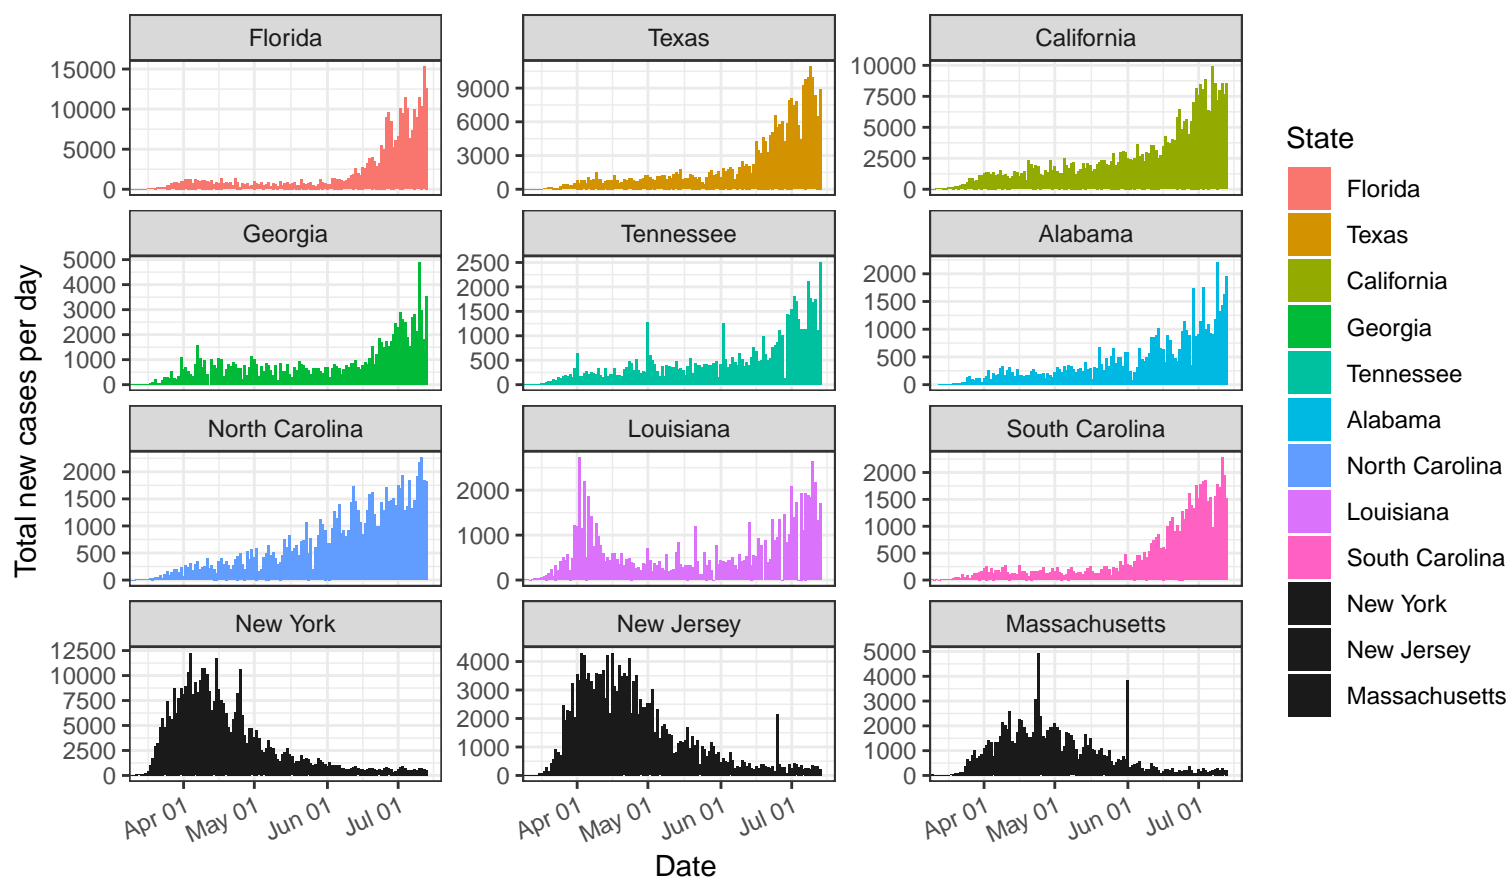 Florida
Texas
California
15000
10000
5000
0
9000
6000
3000
0
10000
7500
5000
2500
0
Georgia
Tennessee
Alabama
5000
4000
3000
2000
1000
0
2500
2000
1500
1000
500
0
2000
1500
1000
500
0
North Carolina
Louisiana
South Carolina
2000
1500
1000
500
0
2000
1000
0
2000
1500
1000
500
0
New York
New Jersey
Massachusetts
12500
10000
7500
5000
2500
0
4000
3000
2000
1000
0
5000
4000
3000
2000
1000
0
Apr 01
May 01
Jun 01
Jul 01
Apr 01
May 01
Jun 01
Jul 01
Apr 01
May 01
Jun 01
Jul 01
Total new cases per day
Date
State
Florida
Texas
California
Georgia
Tennessee
Alabama
North Carolina
Louisiana
South Carolina
New York
New Jersey
Massachusetts